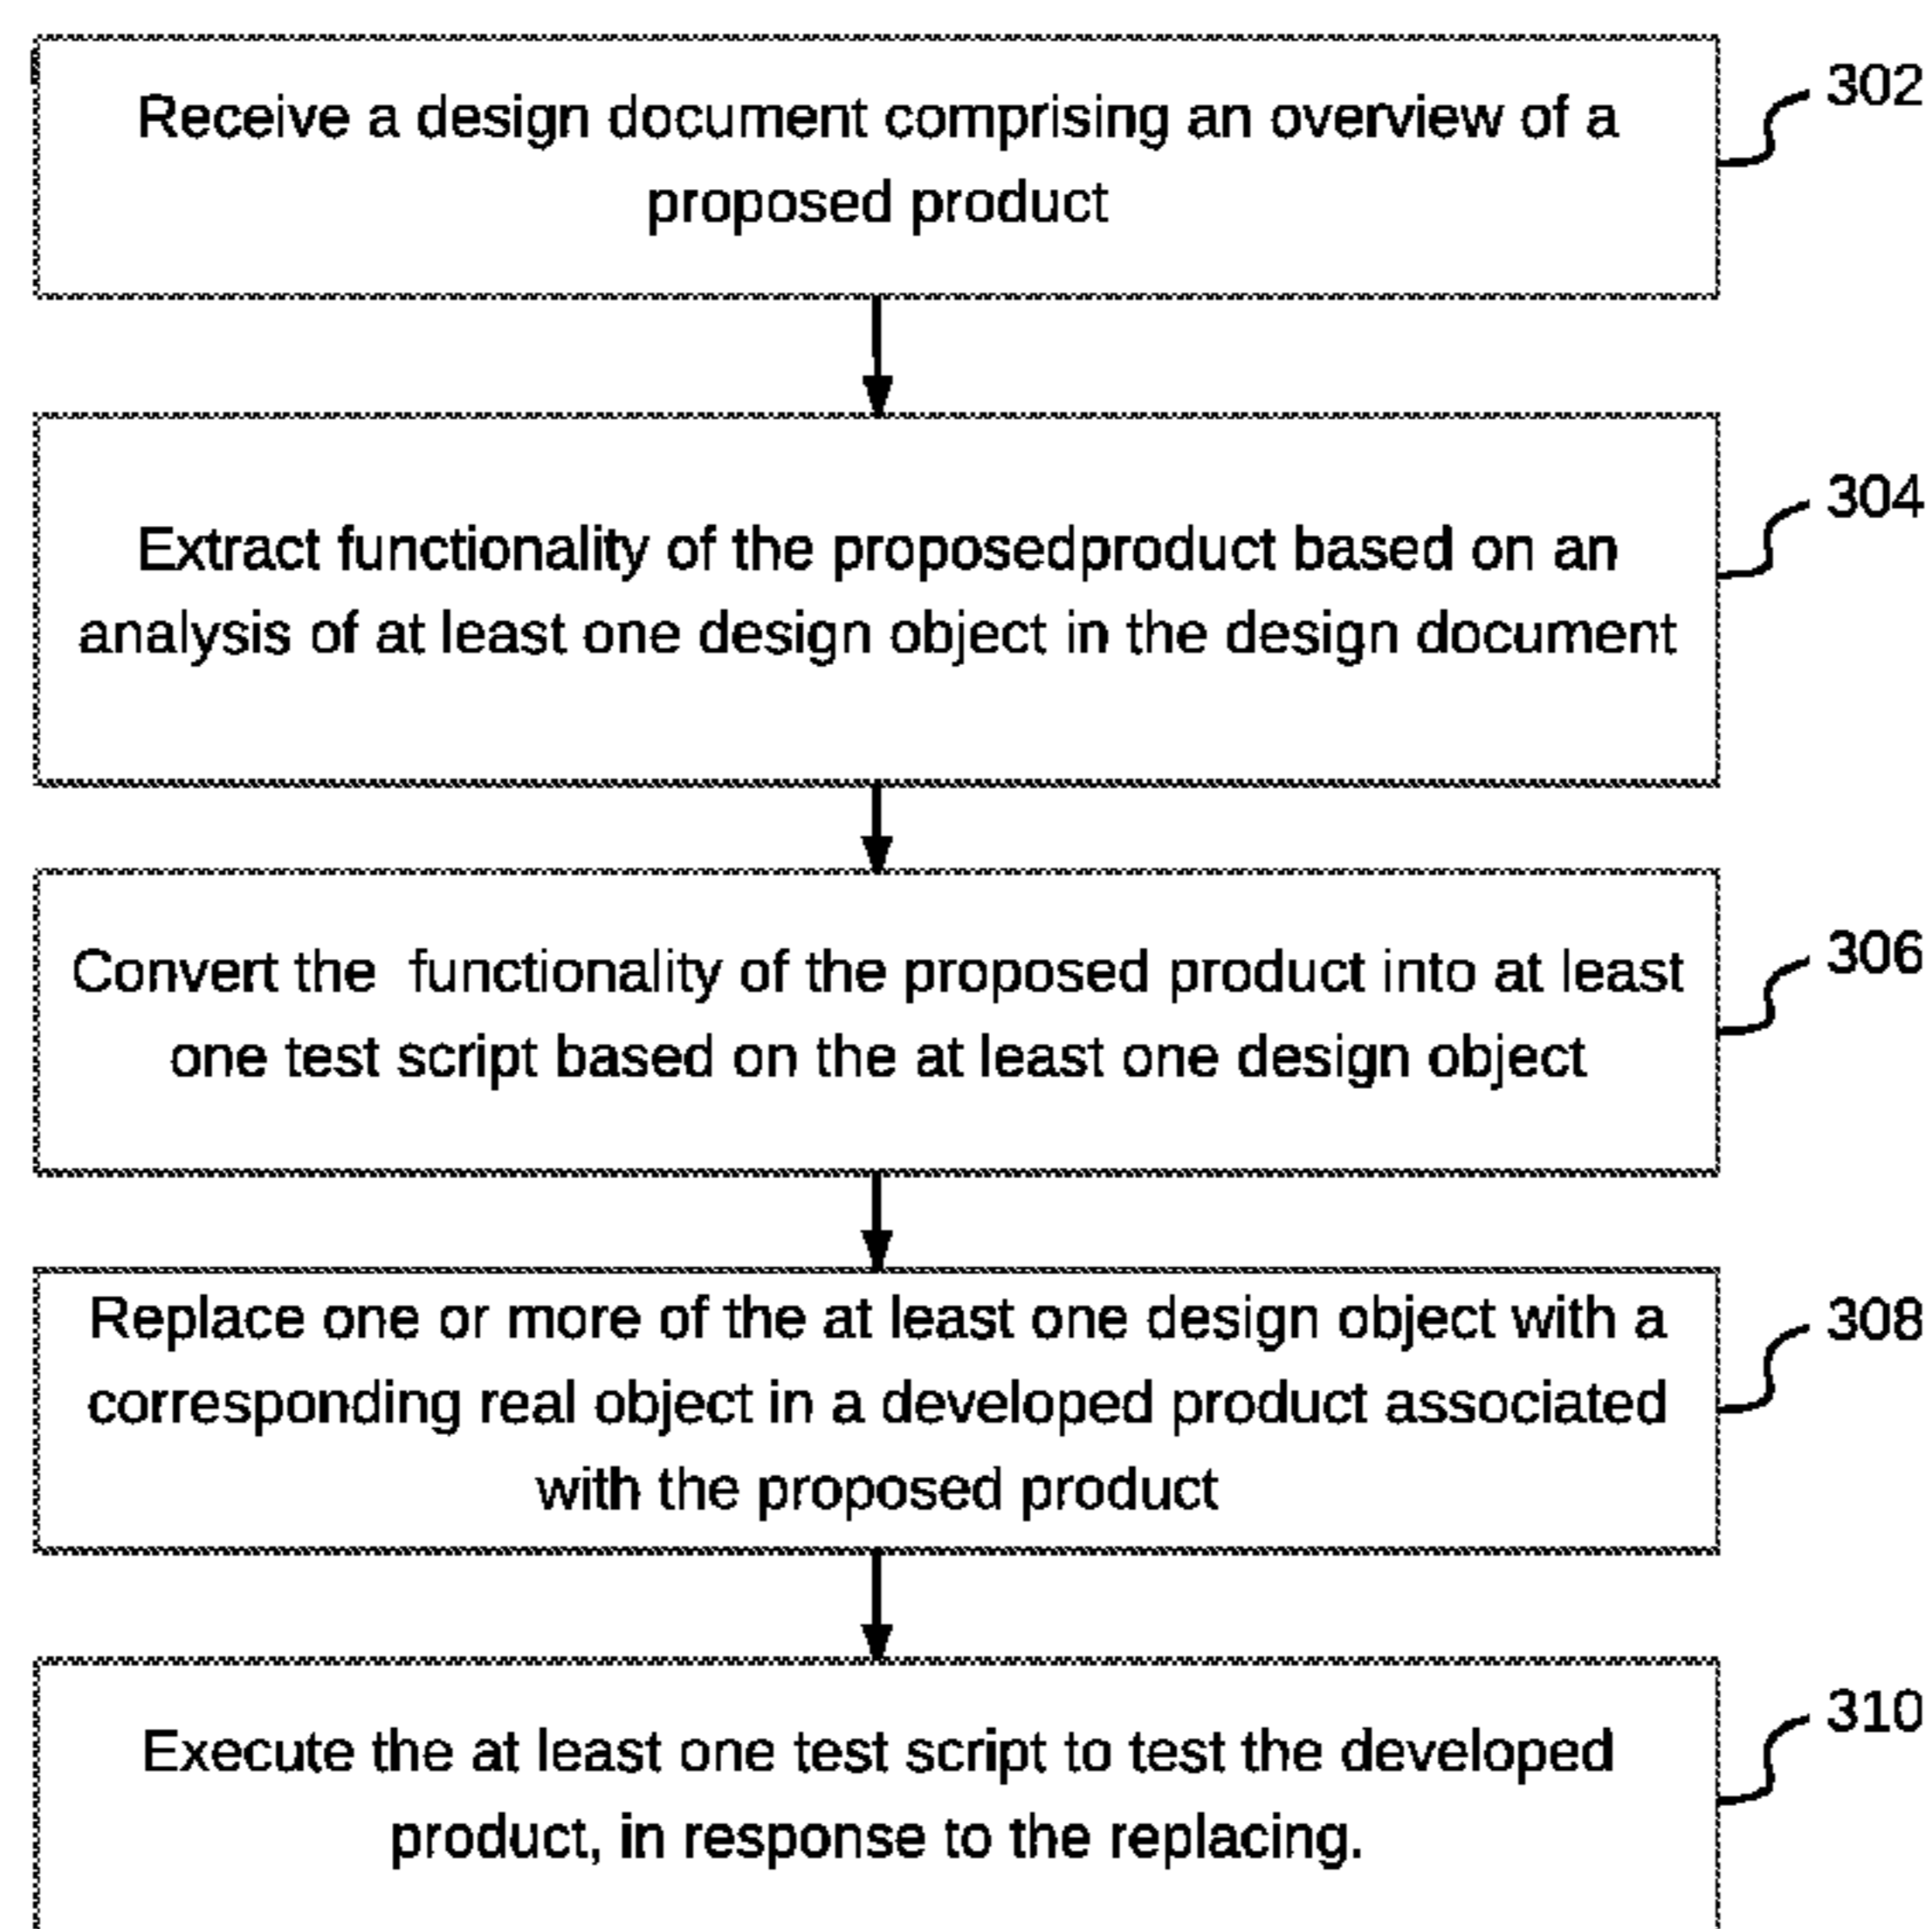 Receive a design document comprising an overview of a
proposed product
302
Extract functionality of the proposedproduct based on an
analysis of at least one design object in the design document
304
Convert the  functionality of the proposed product into at least
one test script based on the at least one design object
306
Replace one or more of the at least one design object with a
corresponding real object in a developed product associated
with the proposed product
308
Execute the at least one test script to test the developed
product, in response to the replacing.
310